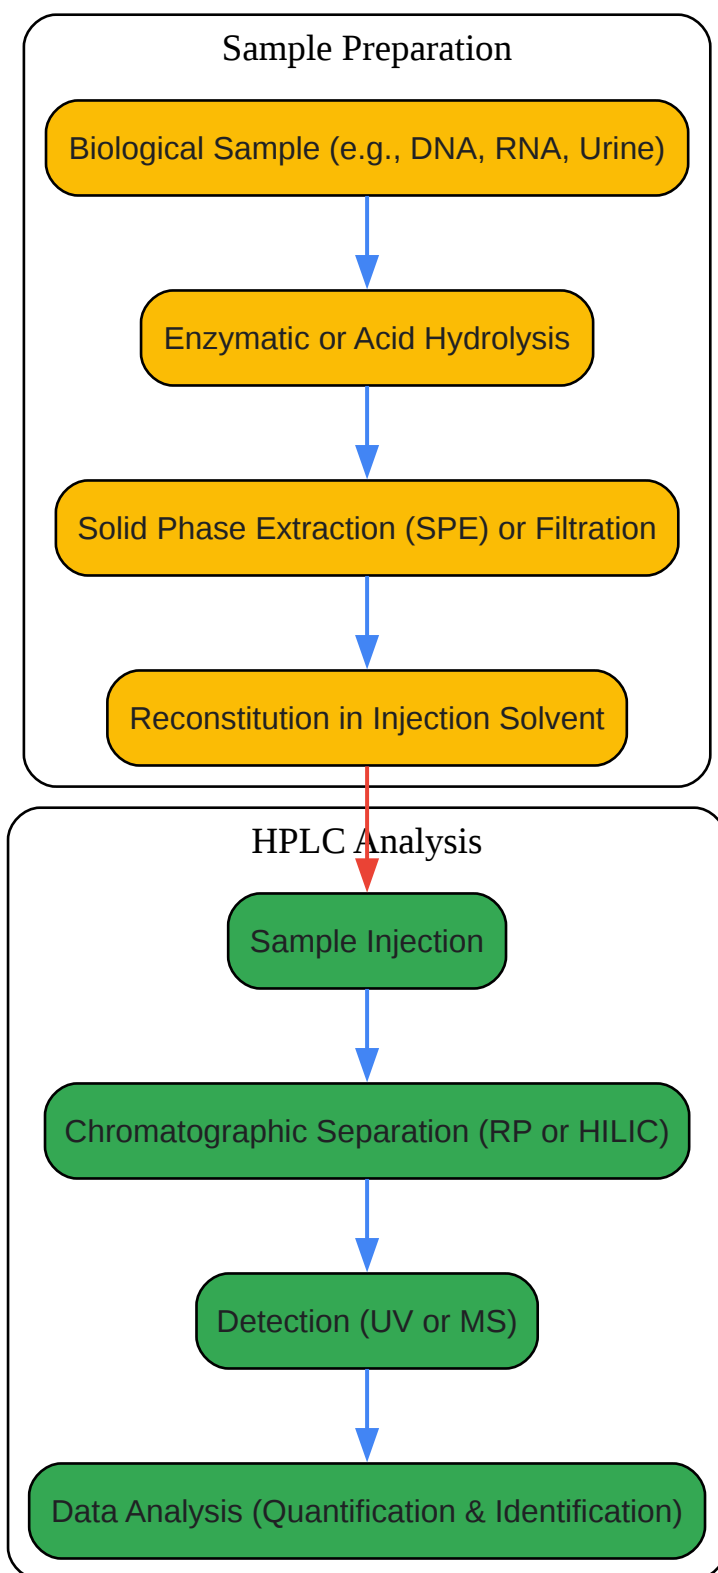 Sample Preparation
Biological Sample (e.g., DNA, RNA, Urine)
Enzymatic or Acid Hydrolysis
Solid Phase Extraction (SPE) or Filtration
Reconstitution in Injection Solvent
HPLC Analysis
Sample Injection
Chromatographic Separation (RP or HILIC)
Detection (UV or MS)
Data Analysis (Quantification & Identification)